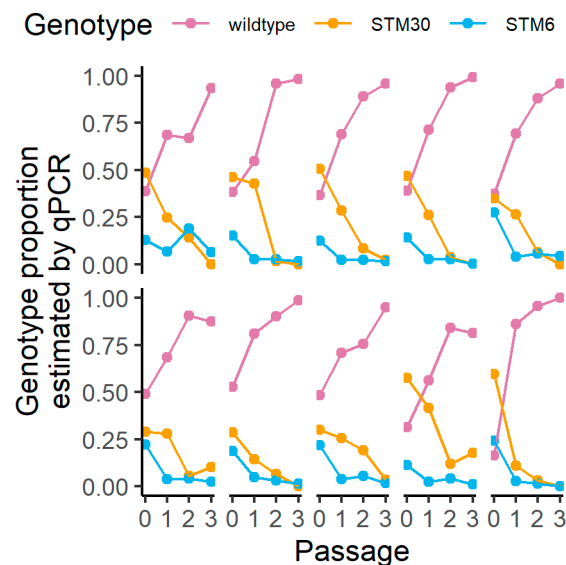 Genotype wildtype STM30 STM6
Genotype proportion
estimated by qPCR
1.00
0.75
0.50
0.25
0.00
1.00
0.75
0.50
0.25
0.00
0 1 2 3 0 1 2 3 0 1 2 3 0 1 2 3 0 1 2 3
Passage